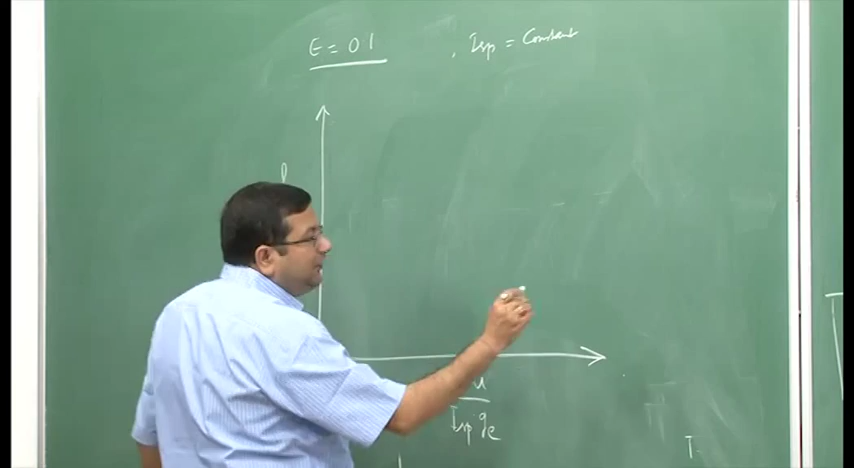 E = 0 1 , Isp = Constant
l
u
Isp ge
T